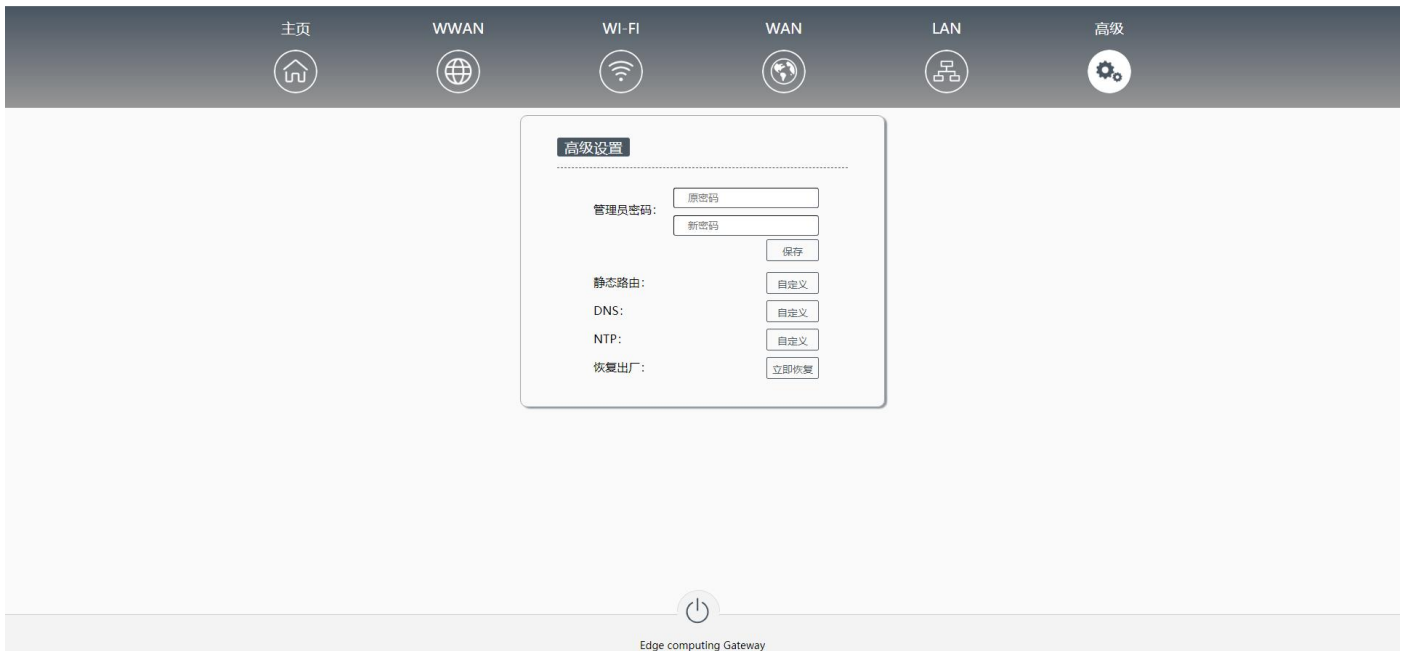 主页 WWAN WI-FI WAN LAN 高级
高级设置
管理员密码:
原密码
新密码
保存
静态路由: 自定义
DNS: 自定义
NTP: 自定义
恢复出厂: 立即恢复
Edge computing Gateway